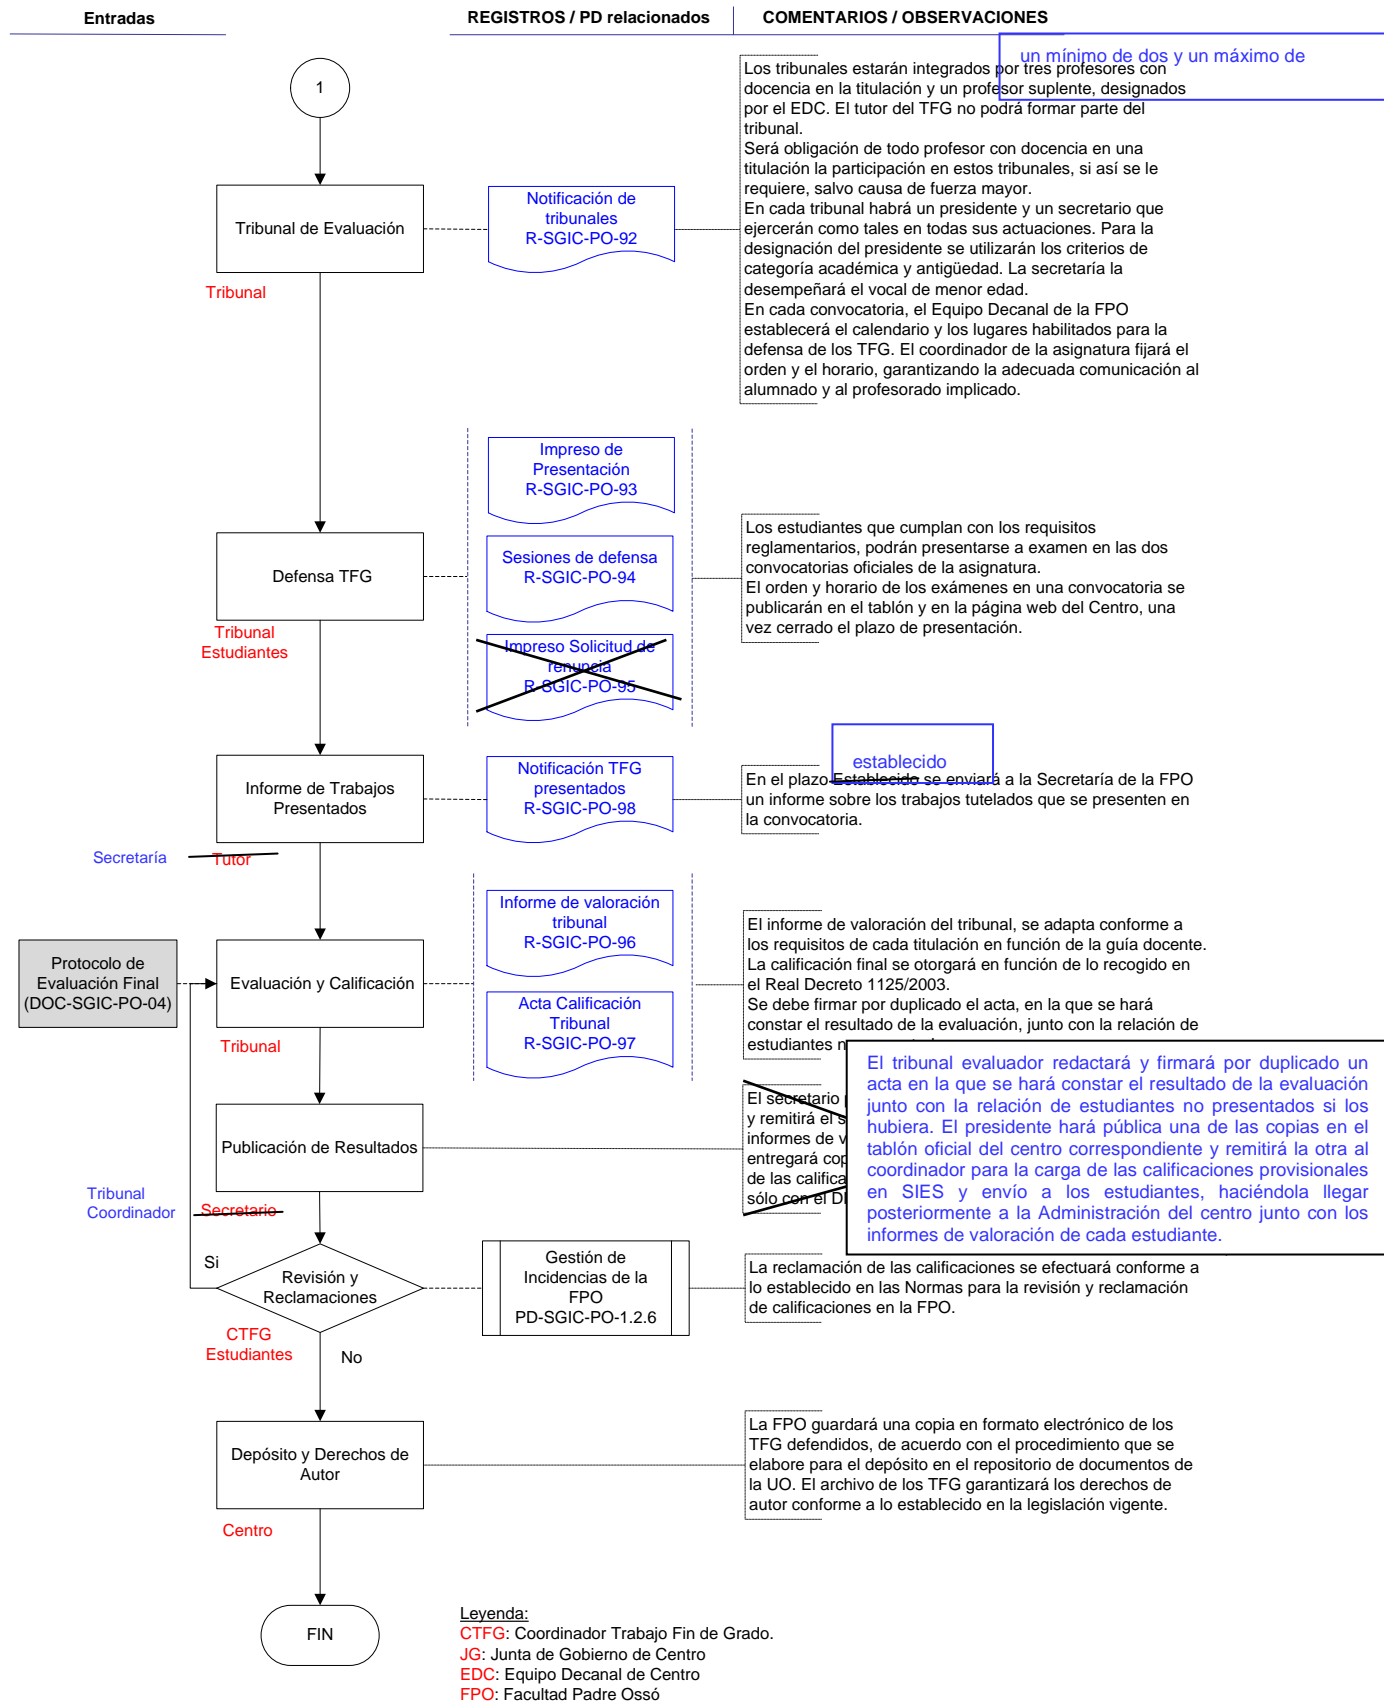 Entradas
REGISTROS / PD relacionados
COMENTARIOS / OBSERVACIONES
un mínimo de dos y un máximo de
1
Los tribunales estarán integrados por tres profesores con
docencia en la titulación y un profesor suplente, designados
por el EDC. El tutor del TFG no podrá formar parte del
tribunal.
Será obligación de todo profesor con docencia en una
titulación la participación en estos tribunales, si así se le
requiere, salvo causa de fuerza mayor.
En cada tribunal habrá un presidente y un secretario que
ejercerán como tales en todas sus actuaciones. Para la
designación del presidente se utilizarán los criterios de
categoría académica y antigüedad. La secretaría la
desempeñará el vocal de menor edad.
En cada convocatoria, el Equipo Decanal de la FPO
establecerá el calendario y los lugares habilitados para la
defensa de los TFG. El coordinador de la asignatura fijará el
orden y el horario, garantizando la adecuada comunicación al
alumnado y al profesorado implicado.
Tribunal de Evaluación
Notificación de
tribunales
R-SGIC-PO-92
Tribunal
Impreso de
Presentación
R-SGIC-PO-93
Sesiones de defensa
R-SGIC-PO-94
Impreso Solicitud de
renuncia
R-SGIC-PO-95
Defensa TFG
Tribunal
Estudiantes
Los estudiantes que cumplan con los requisitos
reglamentarios, podrán presentarse a examen en las dos
convocatorias oficiales de la asignatura.
El orden y horario de los exámenes en una convocatoria se
publicarán en el tablón y en la página web del Centro, una
vez cerrado el plazo de presentación.
establecido
Informe de Trabajos
Presentados
Notificación TFG
presentados
R-SGIC-PO-98
En el plazo Establecido se enviará a la Secretaría de la FPO
un informe sobre los trabajos tutelados que se presenten en
la convocatoria.
Secretaría
Tutor
Protocolo de
Evaluación Final
(DOC-SGIC-PO-04)
Evaluación y Calificación
Tribunal
Informe de valoración
tribunal
R-SGIC-PO-96
Acta Calificación
Tribunal
R-SGIC-PO-97
El informe de valoración del tribunal, se adapta conforme a
los requisitos de cada titulación en función de la guía docente.
La calificación final se otorgará en función de lo recogido en
el Real Decreto 1125/2003.
Se debe firmar por duplicado el acta, en la que se hará
constar el resultado de la evaluación, junto con la relación de
estudiantes
El tribunal evaluador redactará y firmará por duplicado un
acta en la que se hará constar el resultado de la evaluación
junto con la relación de estudiantes no presentados si los
hubiera. El presidente hará pública una de las copias en el
tablón oficial del centro correspondiente y remitirá la otra al
coordinador para la carga de las calificaciones provisionales
en SIES y envío a los estudiantes, haciéndola llegar
posteriormente a la Administración del centro junto con los
informes de valoración de cada estudiante.
El secretario
y remitirá el
informes de
entregará
de las
sólo con el
Publicación de Resultados
Tribunal
Coordinador
Secretario
Si
Revisión y
Reclamaciones
CTFG
Estudiantes
No
Gestión de
Incidencias de la
FPO
PD-SGIC-PO-1.2.6
La reclamación de las calificaciones se efectuará conforme a
lo establecido en las Normas para la revisión y reclamación
de calificaciones en la FPO.
Depósito y Derechos de
Autor
Centro
La FPO guardará una copia en formato electrónico de los
TFG defendidos, de acuerdo con el procedimiento que se
elabore para el depósito en el repositorio de documentos de
la UO. El archivo de los TFG garantizará los derechos de
autor conforme a lo establecido en la legislación vigente.
FIN
Leyenda:
CTFG: Coordinador Trabajo Fin de Grado.
JG: Junta de Gobierno de Centro
EDC: Equipo Decanal de Centro
FPO: Facultad Padre Ossó